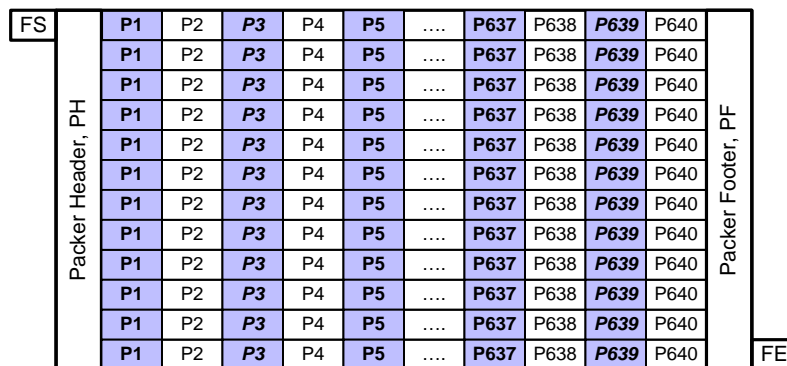 FS P1 P2 P3 P4 P5 .... P637 P638 P639 P640
P1 P2 P3 P4 P5 .... P637 P638 P639 P640
P1 P2 P3 P4 P5 .... P637 P638 P639 P640
P1 P2 P3 P4 P5 .... P637 P638 P639 P640
P1 P2 P3 P4 P5 .... P637 P638 P639 P640
P1 P2 P3 P4 P5 .... P637 P638 P639 P640
P1 P2 P3 P4 P5 .... P637 P638 P639 P640
P1 P2 P3 P4 P5 .... P637 P638 P639 P640
P1 P2 P3 P4 P5 .... P637 P638 P639 P640
P1 P2 P3 P4 P5 .... P637 P638 P639 P640
P1 P2 P3 P4 P5 .... P637 P638 P639 P640
P1 P2 P3 P4 P5 .... P637 P638 P639 P640 FE
Packer Header, PH
Packer Footer, PF